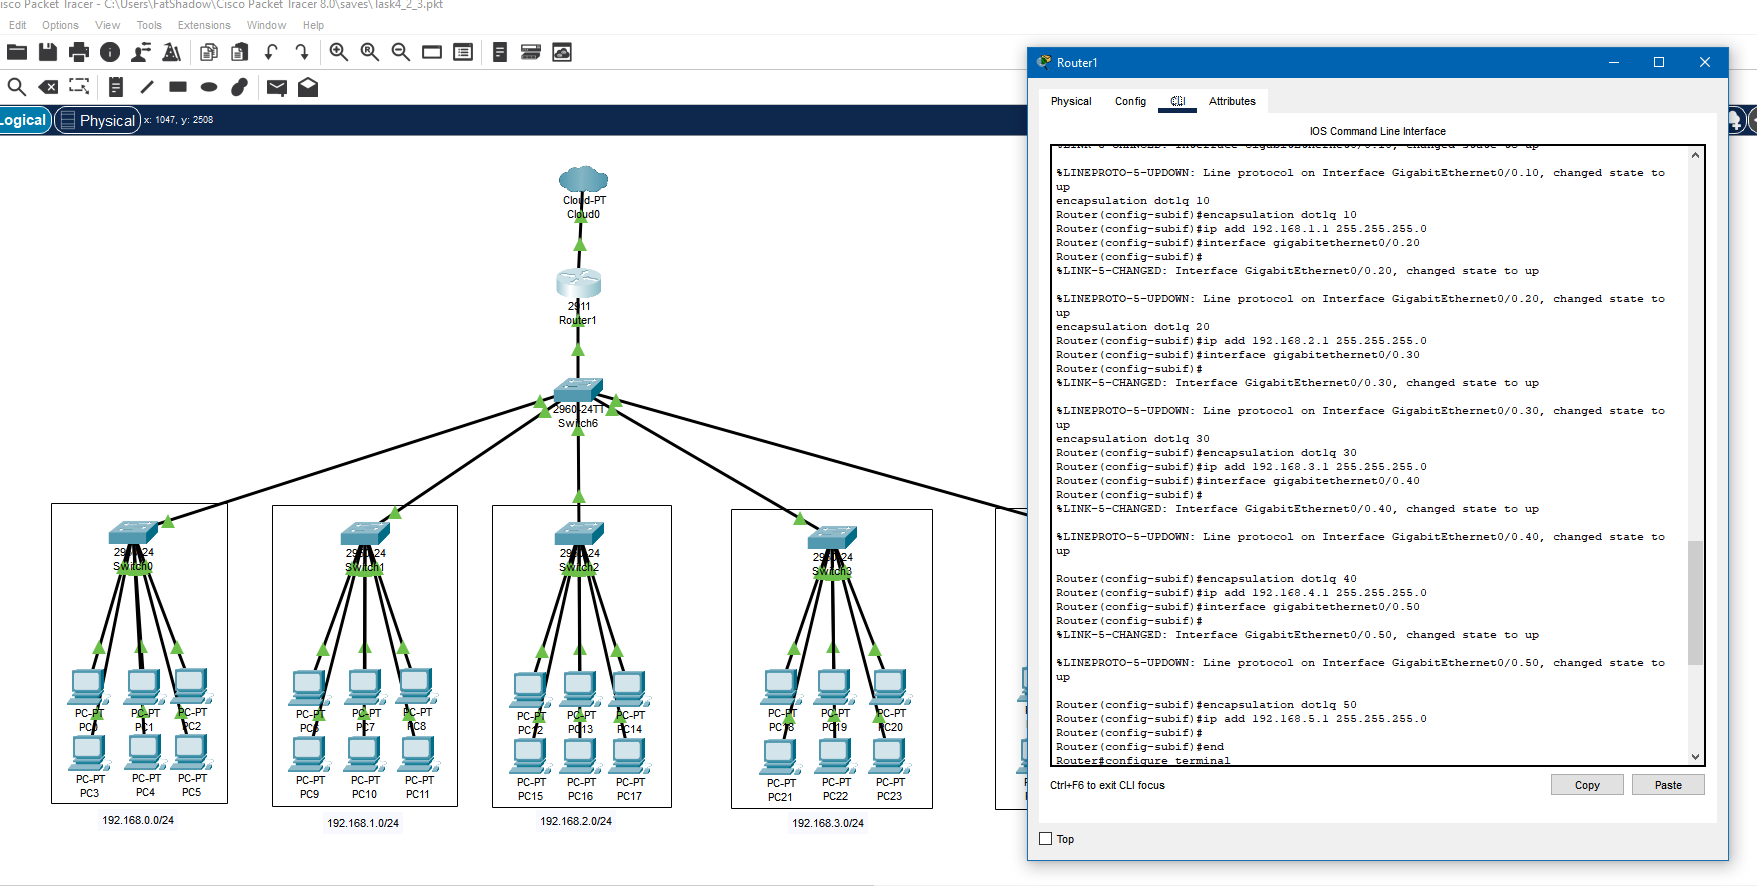 isco Packet Tracer - C:\Users\FatShadow\Cisco Packet Tracer 8.0\saves\Task4_2_3.pkt
Edit Options View Tools Extensions Window Help
Logical Physical x: 1047, y: 2508
Cloud-PT
Cloud0
2911
Router1
2960-24TT
Switch6
2960-24
Switch0
2960-24
Switch1
2960-24
Switch2
2960-24
Switch3
PC-PT PC-PT PC-PT
PC0 PC1 PC2
PC-PT PC-PT PC-PT
PC3 PC4 PC5
192.168.0.0/24
PC-PT PC-PT PC-PT
PC6 PC7 PC8
PC-PT PC-PT PC-PT
PC9 PC10 PC11
192.168.1.0/24
PC-PT PC-PT PC-PT
PC12 PC13 PC14
PC-PT PC-PT PC-PT
PC15 PC16 PC17
192.168.2.0/24
PC-PT PC-PT PC-PT
PC18 PC19 PC20
PC-PT PC-PT PC-PT
PC21 PC22 PC23
192.168.3.0/24
Router1
Physical Config CLI Attributes
IOS Command Line Interface
%LINK-5-CHANGED: Interface GigabitEthernet0/0.10, changed state to up
%LINEPROTO-5-UPDOWN: Line protocol on Interface GigabitEthernet0/0.10, changed state to
up
encapsulation dot1q 10
Router(config-subif)#encapsulation dot1q 10
Router(config-subif)#ip add 192.168.1.1 255.255.255.0
Router(config-subif)#interface gigabitethernet0/0.20
Router(config-subif)#
%LINK-5-CHANGED: Interface GigabitEthernet0/0.20, changed state to up
%LINEPROTO-5-UPDOWN: Line protocol on Interface GigabitEthernet0/0.20, changed state to
up
encapsulation dot1q 20
Router(config-subif)#ip add 192.168.2.1 255.255.255.0
Router(config-subif)#interface gigabitethernet0/0.30
Router(config-subif)#
%LINK-5-CHANGED: Interface GigabitEthernet0/0.30, changed state to up
%LINEPROTO-5-UPDOWN: Line protocol on Interface GigabitEthernet0/0.30, changed state to
up
encapsulation dot1q 30
Router(config-subif)#encapsulation dot1q 30
Router(config-subif)#ip add 192.168.3.1 255.255.255.0
Router(config-subif)#interface gigabitethernet0/0.40
Router(config-subif)#
%LINK-5-CHANGED: Interface GigabitEthernet0/0.40, changed state to up
%LINEPROTO-5-UPDOWN: Line protocol on Interface GigabitEthernet0/0.40, changed state to
up
Router(config-subif)#encapsulation dot1q 40
Router(config-subif)#ip add 192.168.4.1 255.255.255.0
Router(config-subif)#interface gigabitethernet0/0.50
Router(config-subif)#
%LINK-5-CHANGED: Interface GigabitEthernet0/0.50, changed state to up
%LINEPROTO-5-UPDOWN: Line protocol on Interface GigabitEthernet0/0.50, changed state to
up
Router(config-subif)#encapsulation dot1q 50
Router(config-subif)#ip add 192.168.5.1 255.255.255.0
Router(config-subif)#
Router(config-subif)#end
Router#configure terminal
Ctrl+F6 to exit CLI focus
Copy Paste
Top